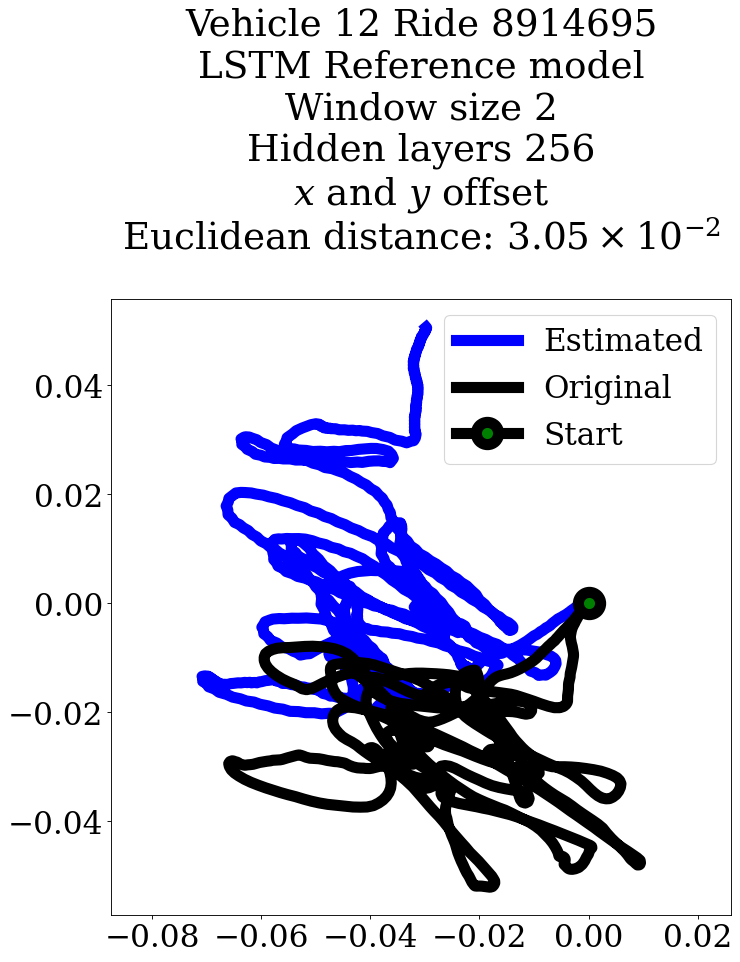 Vehicle 12 Ride 8914695
LSTM Reference model
Window size 2
Hidden layers 256
x and y offset
Euclidean distance: 3.05 × 10⁻²
Estimated
Original
Start
0.04
0.02
0.00
−0.02
−0.04
−0.08 −0.06 −0.04 −0.02 0.00 0.02